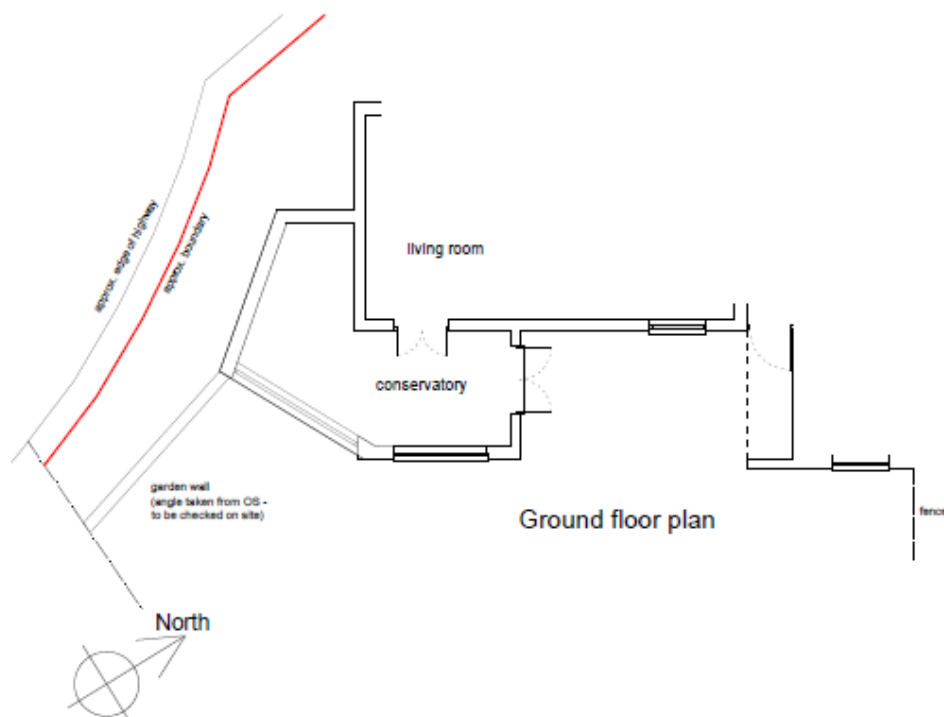 approx. edge of highway
approx. boundary
living room
conservatory
garden wall
(angle taken from OS -
to be checked on site)
Ground floor plan
fence
North